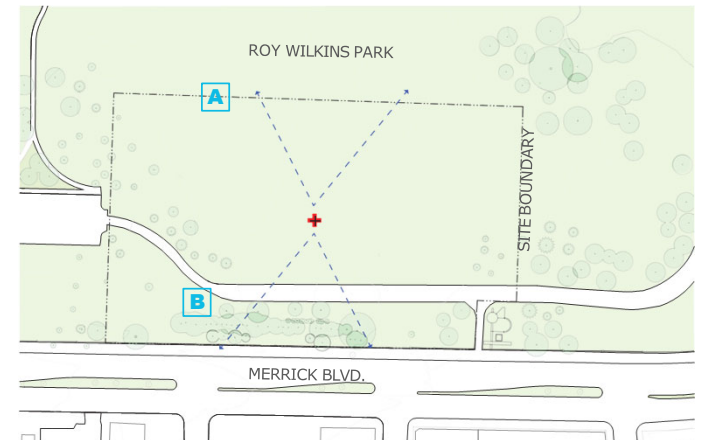 ROY WILKINS PARK
A
SITE BOUNDARY
B
MERRICK BLVD.